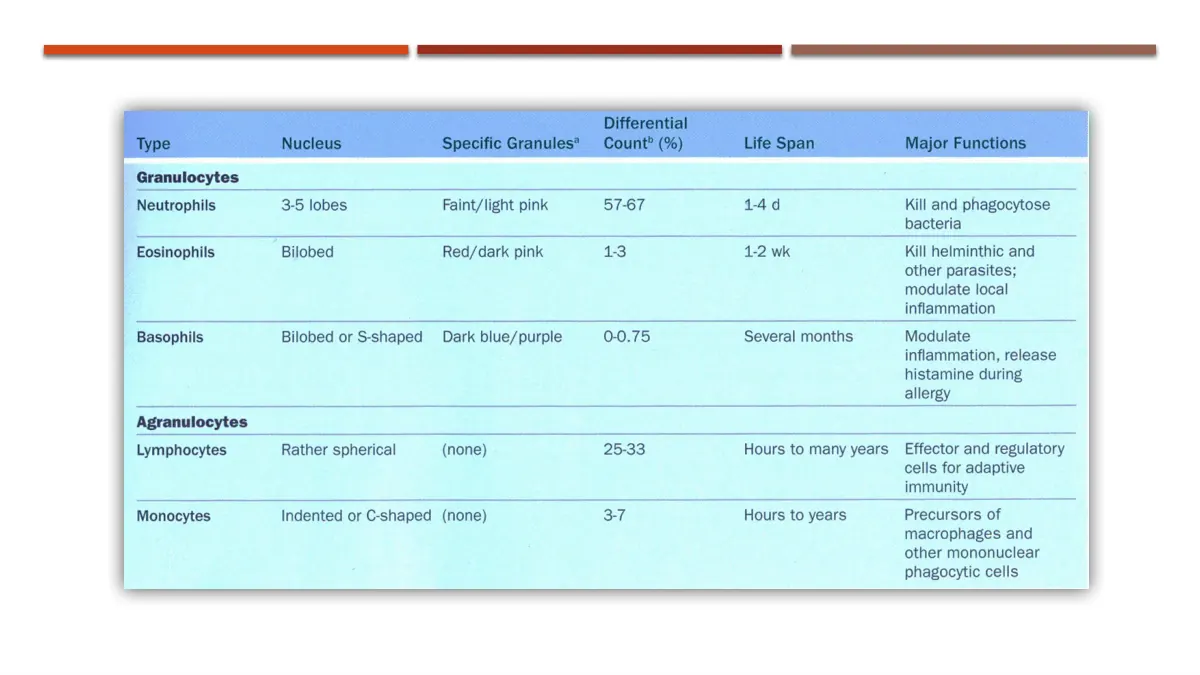 Type Nucleus Specific Granulesᵃ Differential Countᵇ (%) Life Span Major Functions
Granulocytes
Neutrophils 3-5 lobes Faint/light pink 57-67 1-4 d Kill and phagocytose
bacteria
Eosinophils Bilobed Red/dark pink 1-3 1-2 wk Kill helminthic and
other parasites;
modulate local
inflammation
Basophils Bilobed or S-shaped Dark blue/purple 0-0.75 Several months Modulate
inflammation, release
histamine during
allergy
Agranulocytes
Lymphocytes Rather spherical (none) 25-33 Hours to many years Effector and regulatory
cells for adaptive
immunity
Monocytes Indented or C-shaped (none) 3-7 Hours to years Precursors of
macrophages and
other mononuclear
phagocytic cells